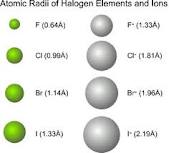 Atomic Radii of Halogen Elements and Ions
F (0.64Å) F⁻ (1.33Å)
Cl (0.99Å) Cl⁻ (1.81Å)
Br (1.14Å) Br⁻ (1.96Å)
I (1.33Å) I⁻ (2.19Å)